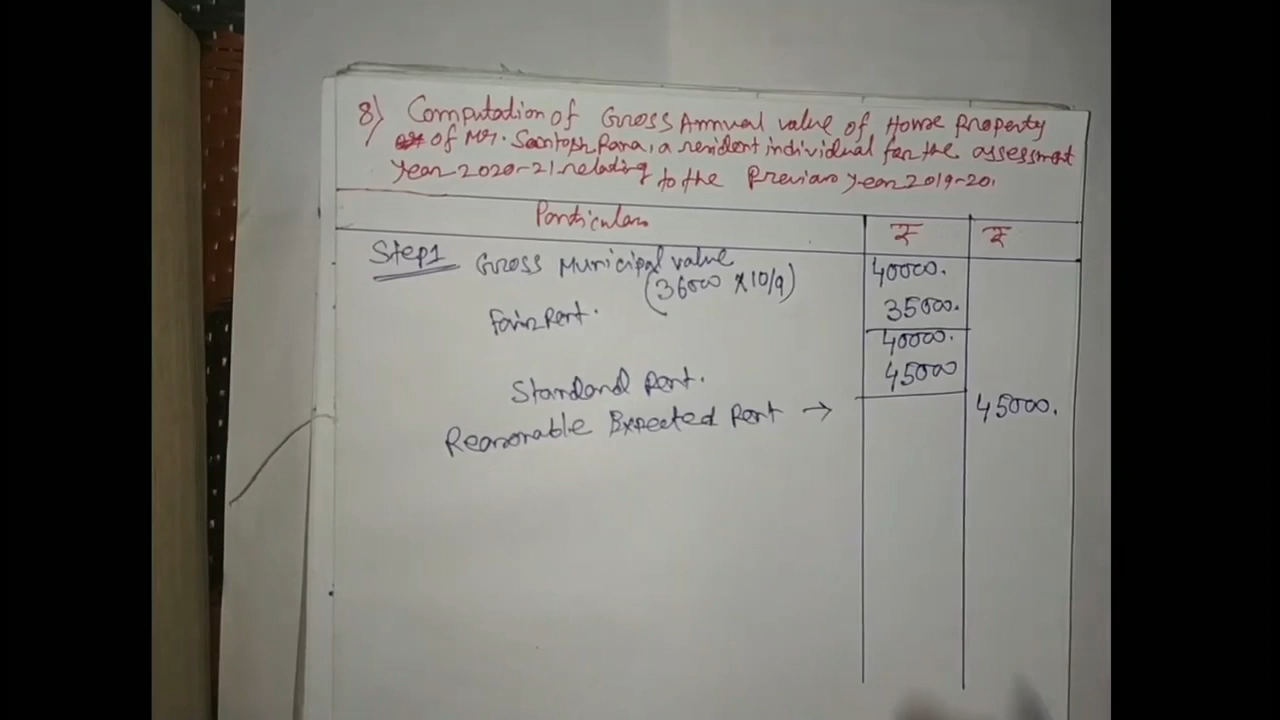 8) Computation of Gross Annual value of House Property
of Mr. Santosh Rana, a resident individual for the assessment
Year 2020-21 relating to the Previous year 2019-20.
Particulars ₹ ₹
Step1 Gross Municipal value 40000.
(36000 x 10/9)
Fair Rent. 35000.
40000.
Standard Rent. 45000
Reasonable Expected Rent → 45000.